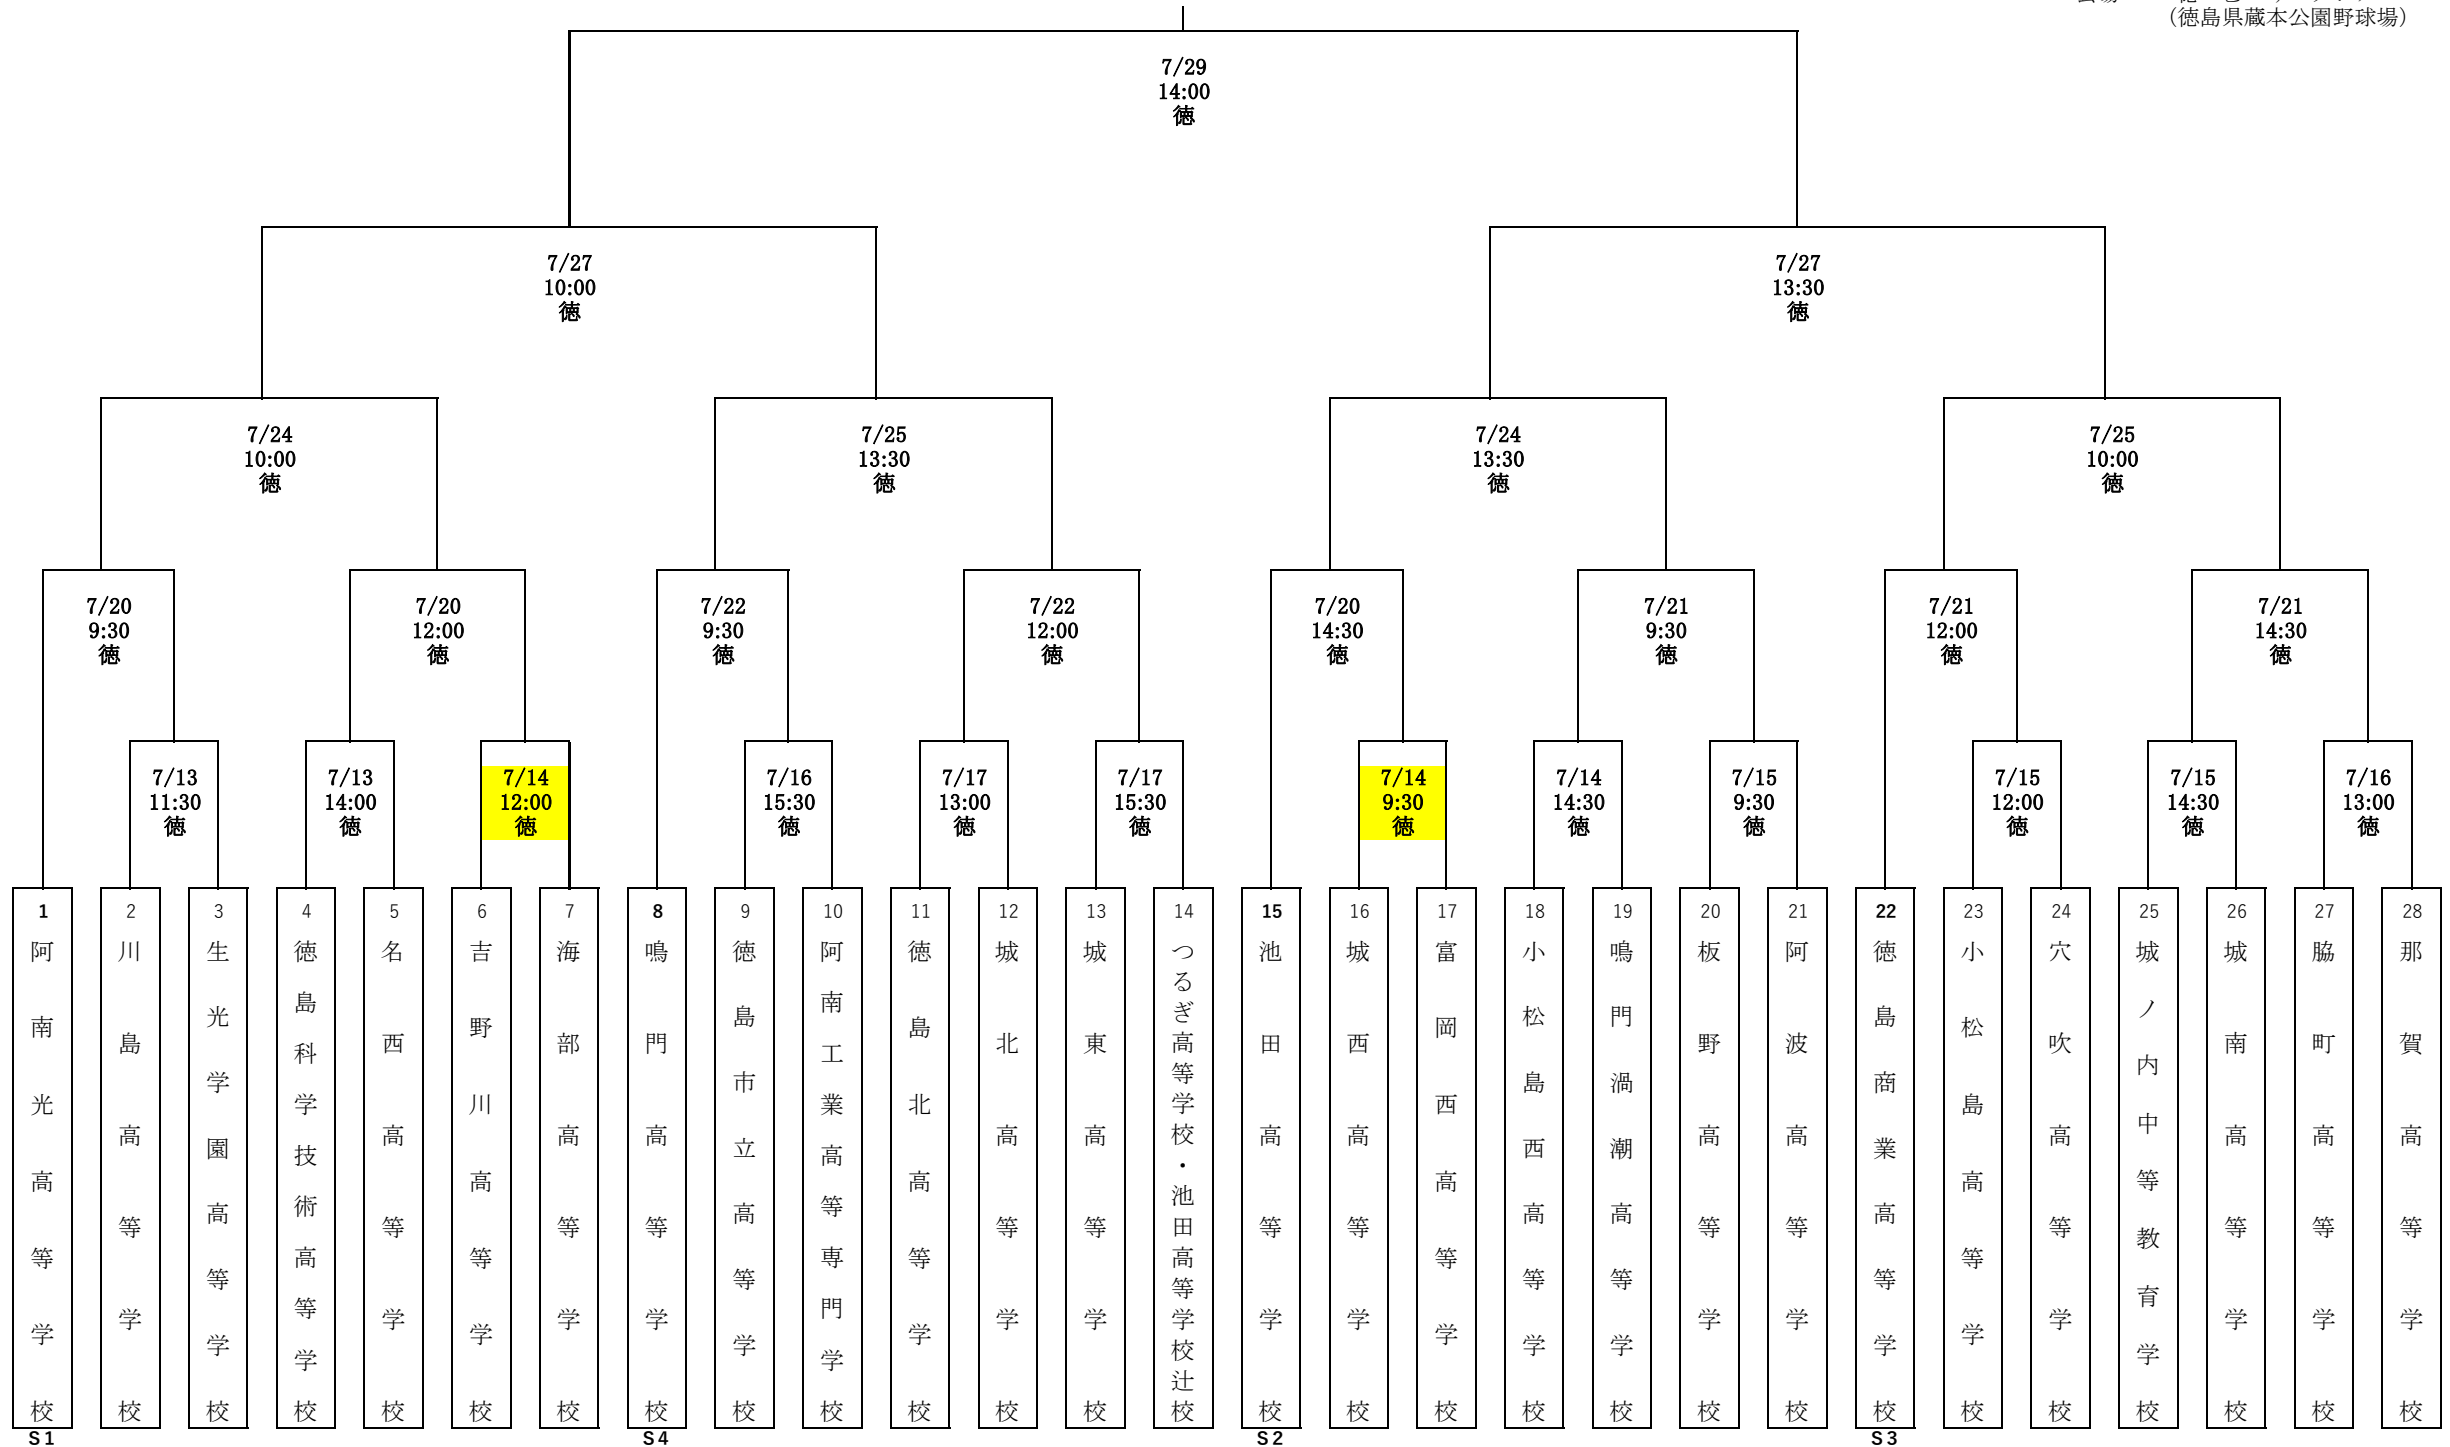 (徳島県蔵本公園野球場)
7/29
14:00
徳
7/27
10:00
徳
7/27
13:30
徳
7/24
10:00
徳
7/25
13:30
徳
7/24
13:30
徳
7/25
10:00
徳
7/20
9:30
徳
7/20
12:00
徳
7/22
9:30
徳
7/22
12:00
徳
7/20
14:30
徳
7/21
9:30
徳
7/21
12:00
徳
7/21
14:30
徳
7/13
11:30
徳
7/13
14:00
徳
7/14
12:00
徳
7/16
15:30
徳
7/17
13:00
徳
7/17
15:30
徳
7/14
9:30
徳
7/14
14:30
徳
7/15
9:30
徳
7/15
12:00
徳
7/15
14:30
徳
7/16
13:00
徳
1
阿南光高等学校
S1
2
川島高等学校
3
生光学園高等学校
4
徳島科学技術高等学校
5
名西高等学校
6
吉野川高等学校
7
海部高等学校
8
鳴門高等学校
S4
9
徳島市立高等学校
10
阿南工業高等専門学校
11
徳島北高等学校
12
城北高等学校
13
城東高等学校
14
つるぎ高等学校・池田高等学校辻校
15
池田高等学校
S2
16
城西高等学校
17
富岡西高等学校
18
小松島西高等学校
19
鳴門渦潮高等学校
20
板野高等学校
21
阿波高等学校
22
徳島商業高等学校
S3
23
小松島高等学校
24
穴吹高等学校
25
城ノ内中等教育学校
26
城南高等学校
27
脇町高等学校
28
那賀高等学校